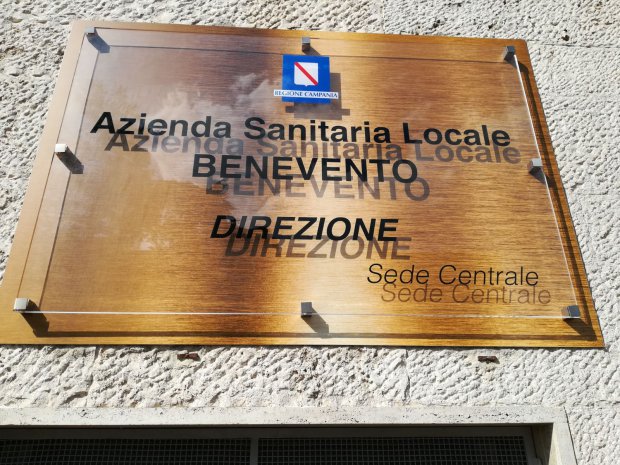 REGIONE CAMPANIA
Azienda Sanitaria Locale
BENEVENTO
DIREZIONE
Sede Centrale